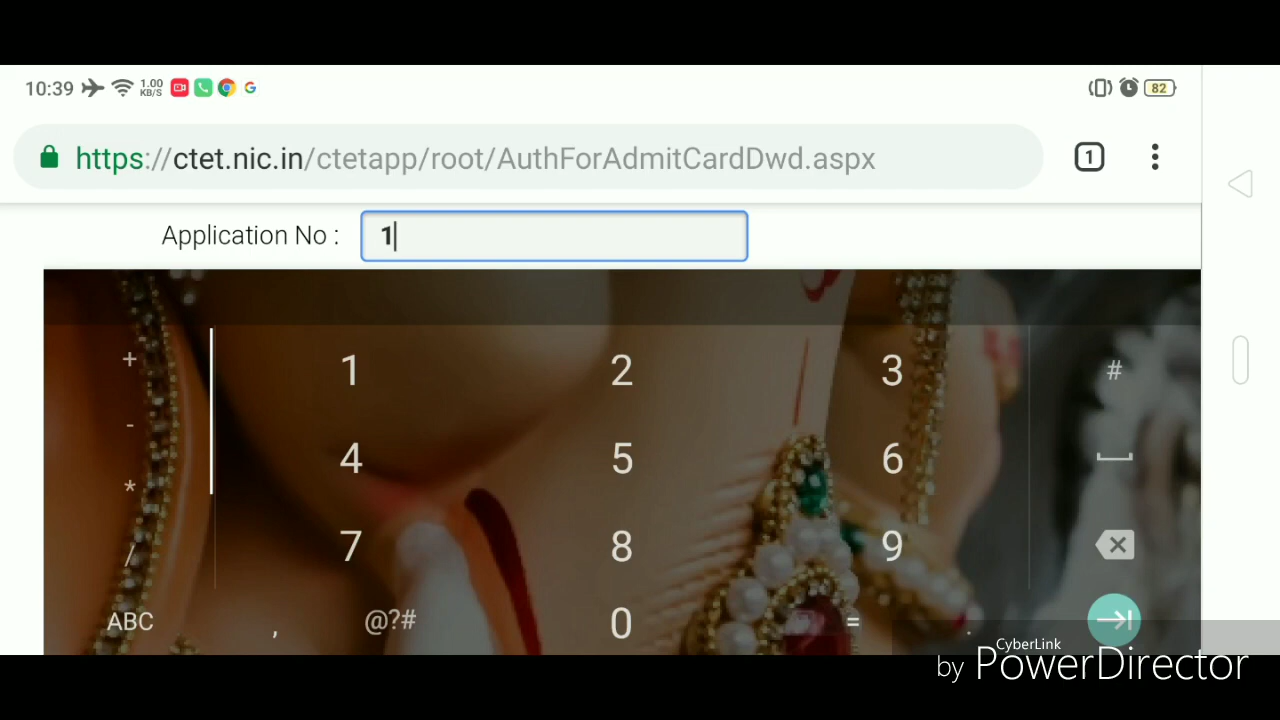 10:39 1.00 KB/S 82
https://ctet.nic.in/ctetapp/root/AuthForAdmitCardDwd.aspx 1
Application No : 1
+ 1 2 3 #
-
4 5 6
*
7 8 9
/
ABC , @?# 0 = .
CyberLink
by PowerDirector